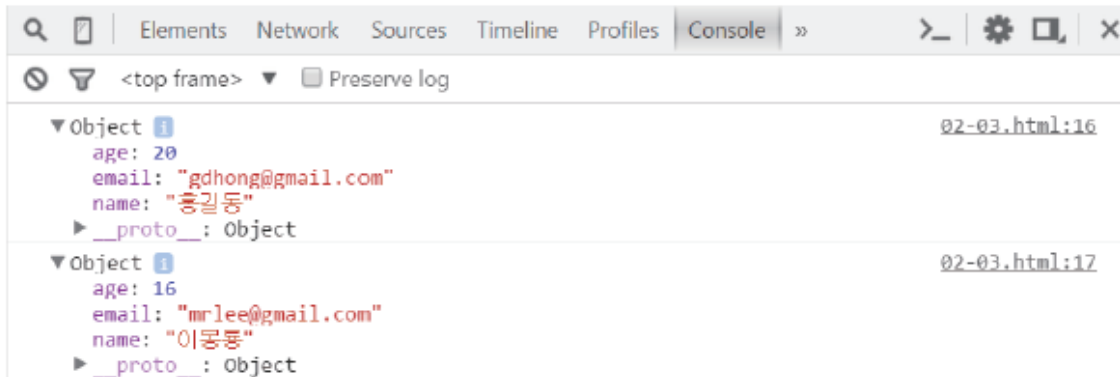 Elements Network Sources Timeline Profiles Console »
<top frame> ▼ Preserve log
▼Object i 02-03.html:16
age: 20
email: "gdhong@gmail.com"
name: "홍길동"
▶ __proto__: Object
▼Object i 02-03.html:17
age: 16
email: "mrlee@gmail.com"
name: "이몽룡"
▶ __proto__: Object